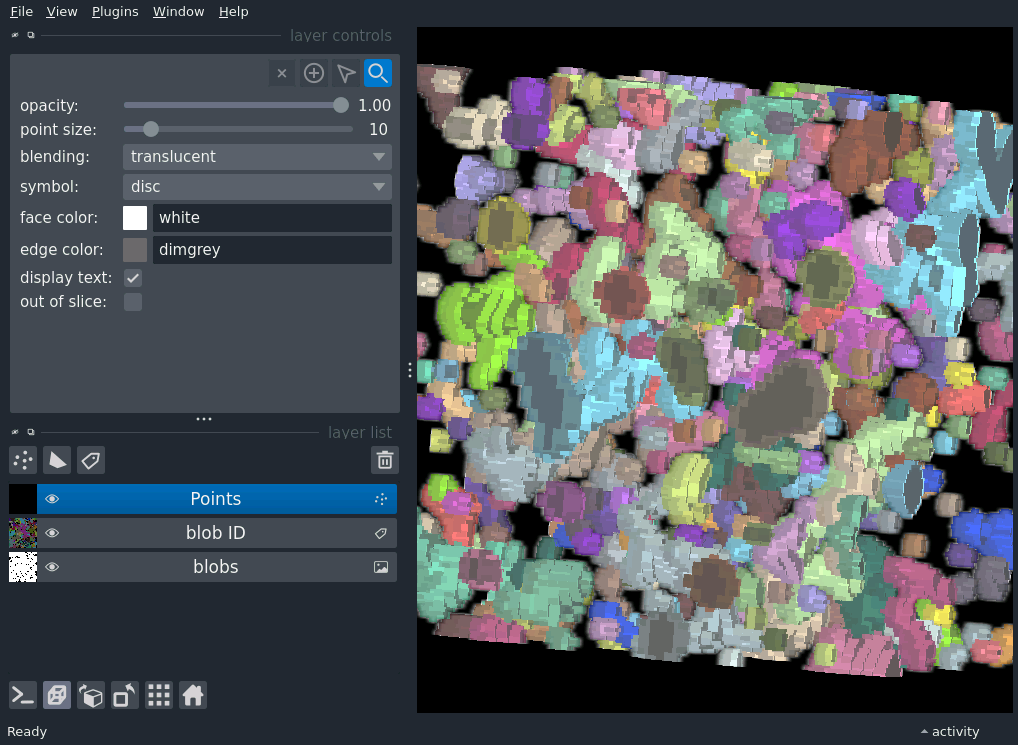 File View Plugins Window Help
layer controls
opacity: 1.00
point size: 10
blending: translucent
symbol: disc
face color: white
edge color: dimgrey
display text:
out of slice:
layer list
Points
blob ID
blobs
Ready activity